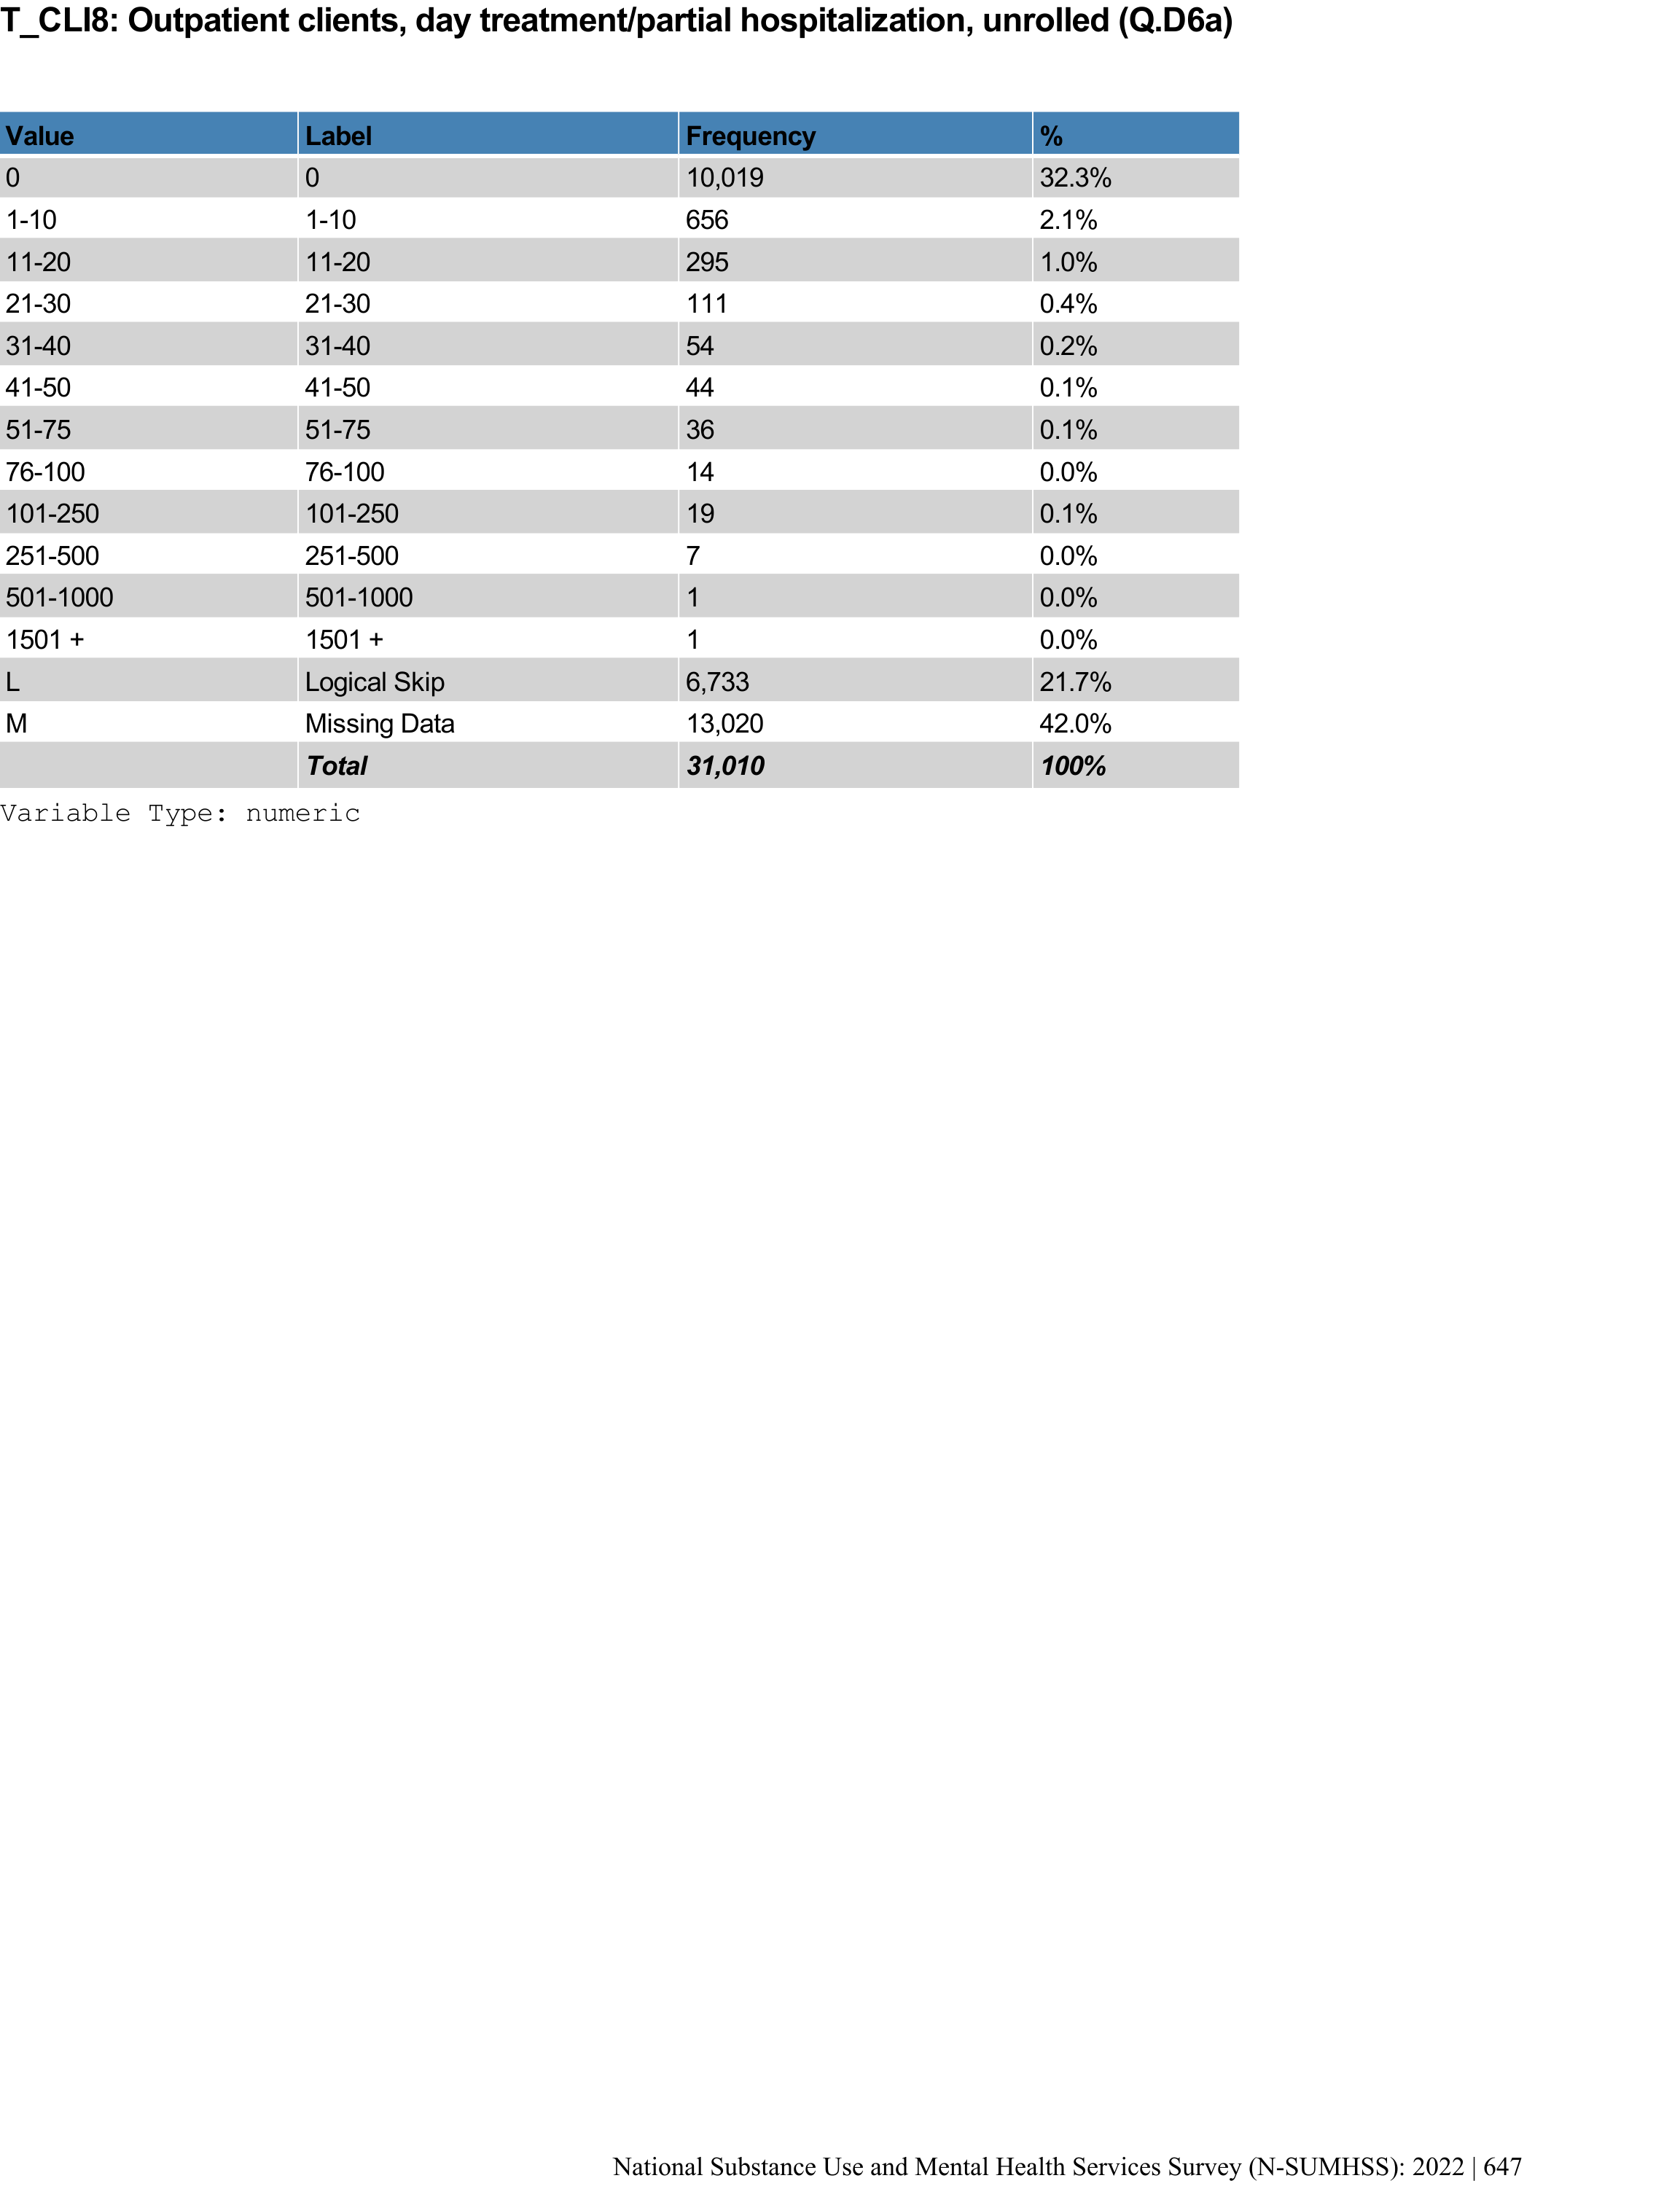 T_CLI8: Outpatient clients, day treatment/partial hospitalization, unrolled (Q.D6a)
Value Label Frequency %
0 0 10,019 32.3%
1-10 1-10 656 2.1%
11-20 11-20 295 1.0%
21-30 21-30 111 0.4%
31-40 31-40 54 0.2%
41-50 41-50 44 0.1%
51-75 51-75 36 0.1%
76-100 76-100 14 0.0%
101-250 101-250 19 0.1%
251-500 251-500 7 0.0%
501-1000 501-1000 1 0.0%
1501 + 1501 + 1 0.0%
L Logical Skip 6,733 21.7%
M Missing Data 13,020 42.0%
Total 31,010 100%
Variable Type: numeric
National Substance Use and Mental Health Services Survey (N-SUMHSS): 2022 | 647